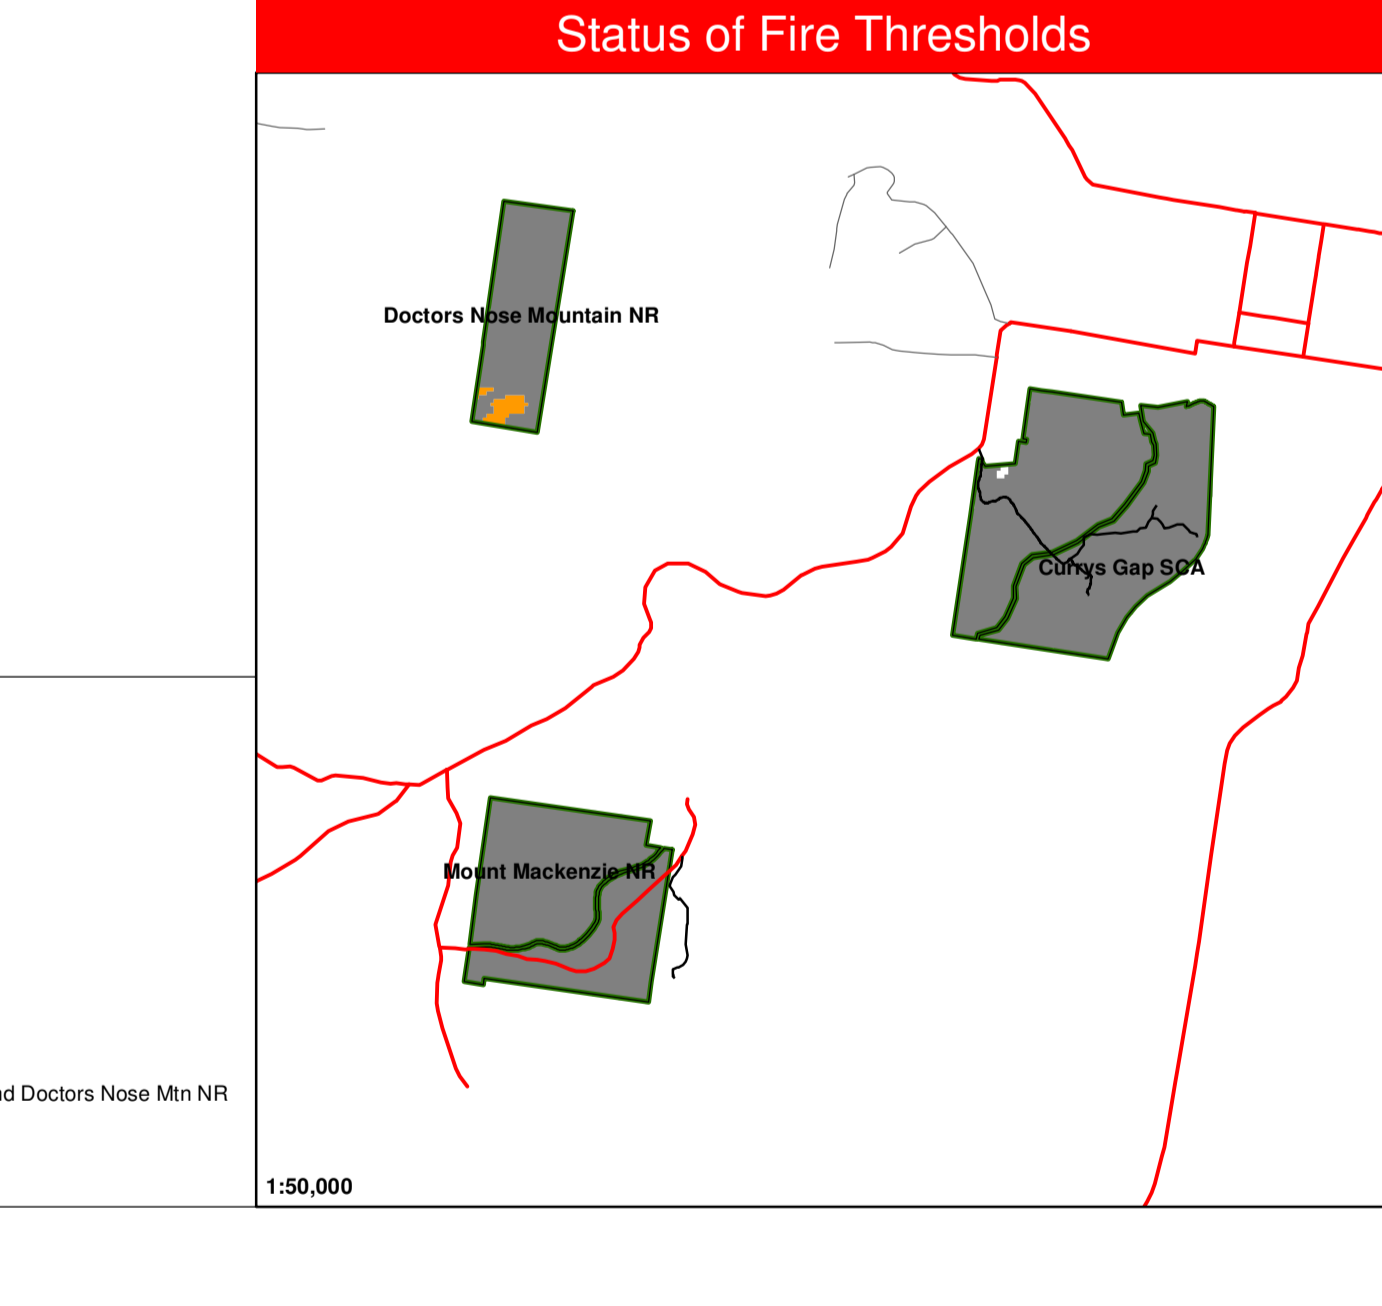 Status of Fire Thresholds
Doctors Nose Mountain NR
Currys Gap SCA
Mount Mackenzie NR
d Doctors Nose Mtn NR
1:50,000